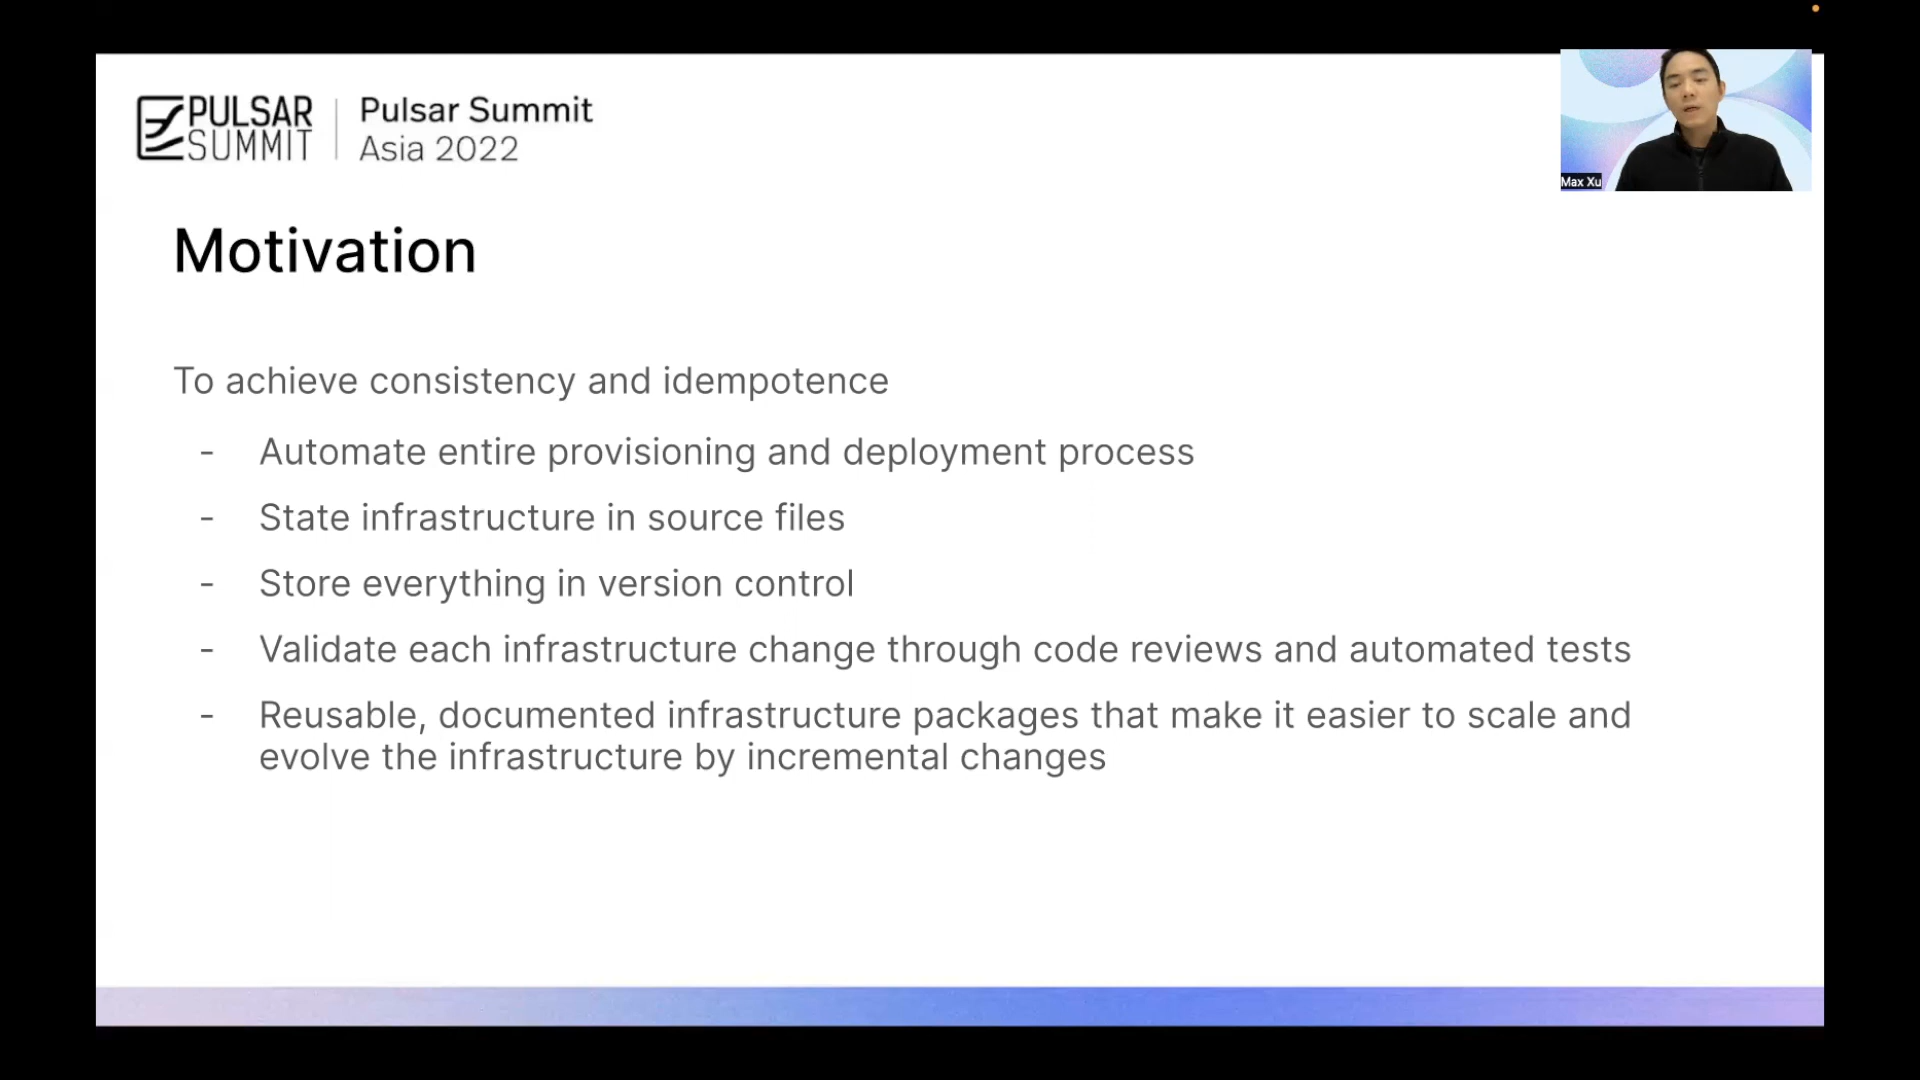 PULSAR
SUMMIT
Pulsar Summit
Asia 2022
Max Xu
Motivation
To achieve consistency and idempotence
- Automate entire provisioning and deployment process
- State infrastructure in source files
- Store everything in version control
- Validate each infrastructure change through code reviews and automated tests
- Reusable, documented infrastructure packages that make it easier to scale and
evolve the infrastructure by incremental changes